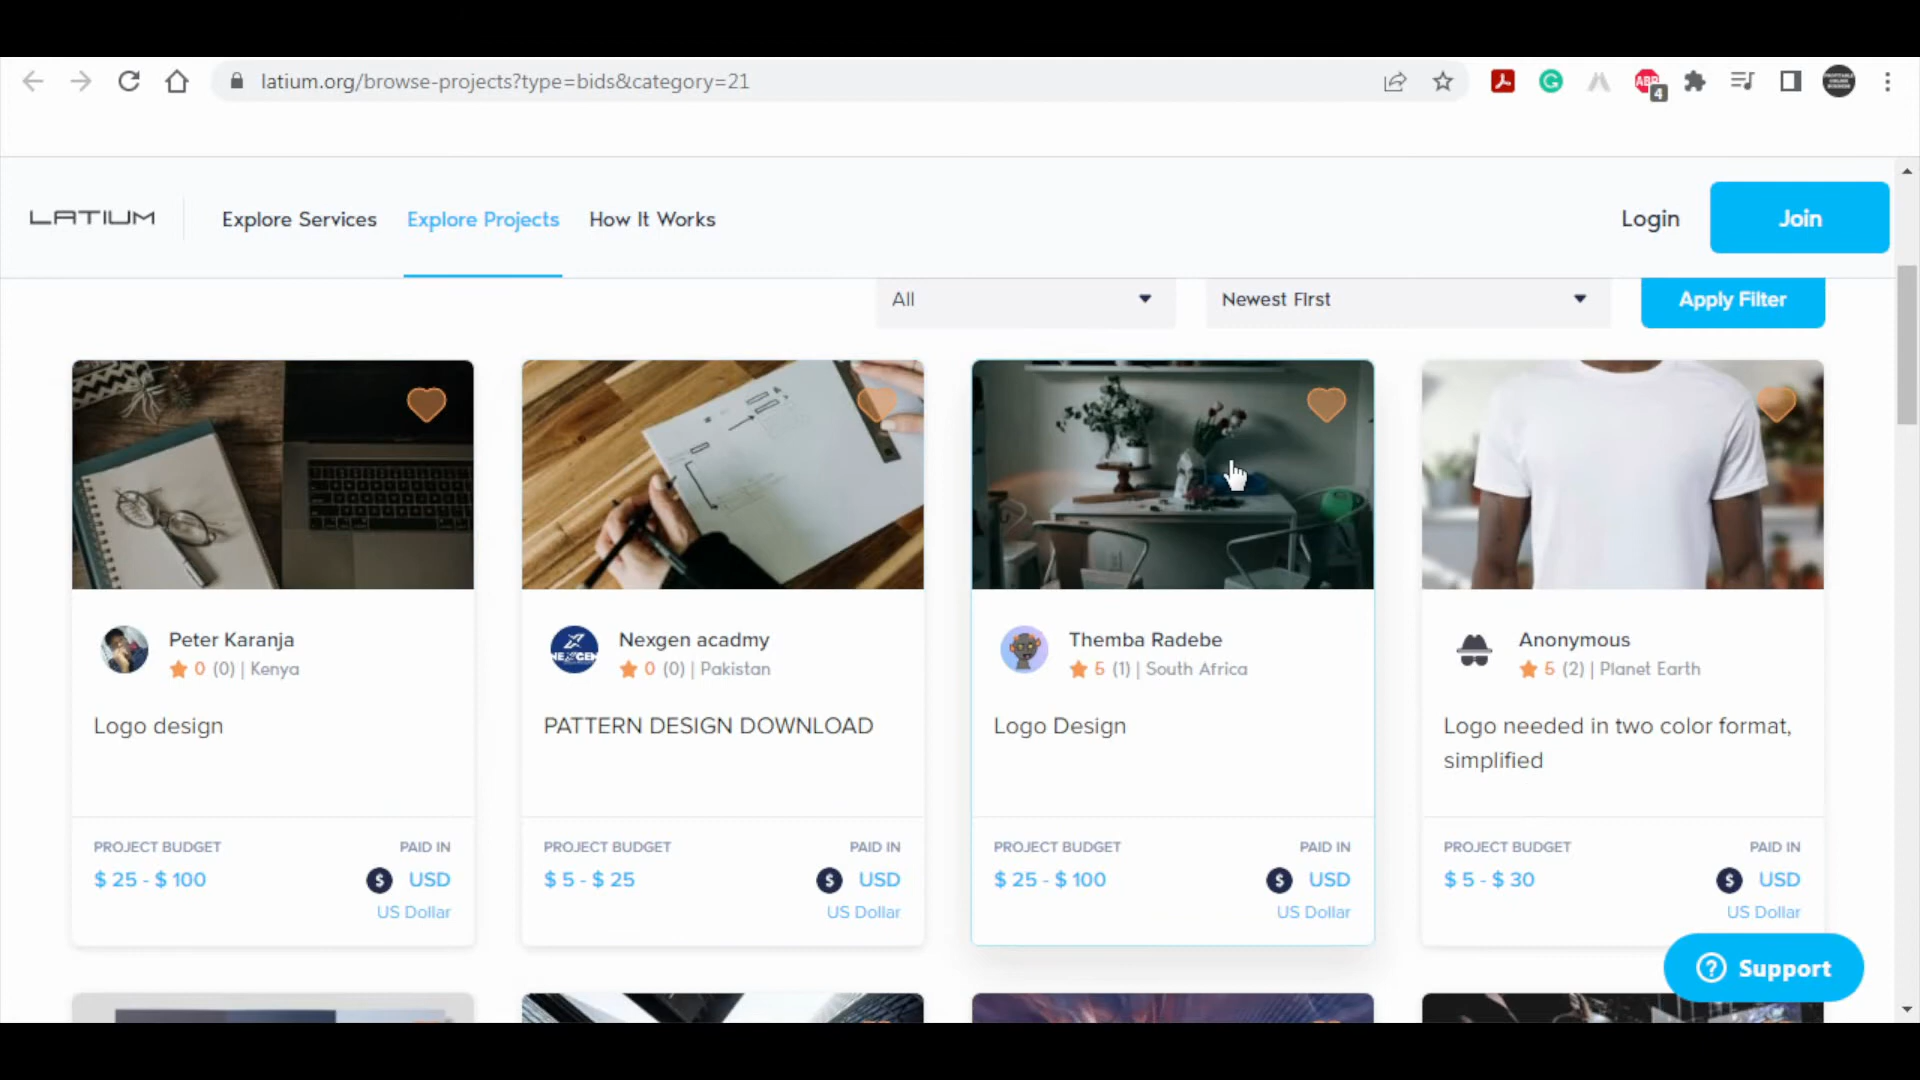 latium.org/browse-projects?type=bids&category=21
ABP
4
LATIUM
Explore Services
Explore Projects
How It Works
Login
Join
All
Newest First
Apply Filter
Peter Karanja
0 (0) | Kenya
Logo design
PROJECT BUDGET
PAID IN
$ 25 - $ 100
$ USD
US Dollar
Nexgen acadmy
0 (0) | Pakistan
PATTERN DESIGN DOWNLOAD
PROJECT BUDGET
PAID IN
$ 5 - $ 25
$ USD
US Dollar
Themba Radebe
5 (1) | South Africa
Logo Design
PROJECT BUDGET
PAID IN
$ 25 - $ 100
$ USD
US Dollar
Anonymous
5 (2) | Planet Earth
Logo needed in two color format,
simplified
PROJECT BUDGET
PAID IN
$ 5 - $ 30
$ USD
US Dollar
? Support